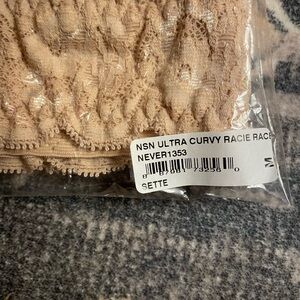 NSN ULTRA CURVY RACIE RACE
NEVER1353
M
SETTE